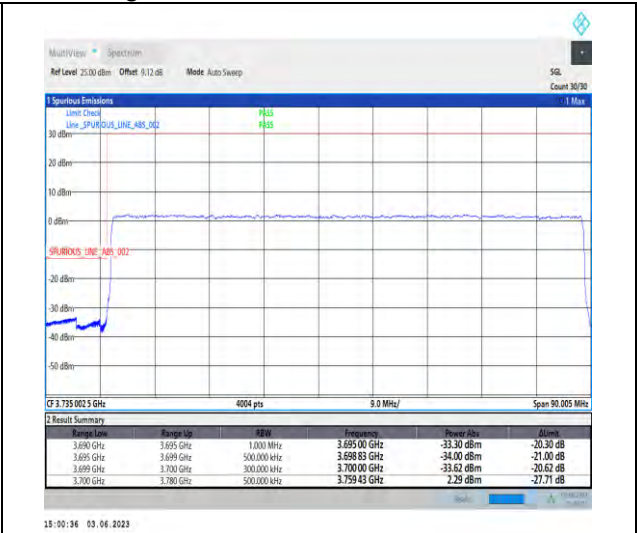 MultiView Spectrum
Ref Level 25.00 dBm Offset 9.12 dB Mode Auto Sweep SGL
Count 30/30
1 Spurious Emissions 1 Max
Limit Check PASS
Line _SPURIOUS_LINE_ABS_002 PASS
30 dBm
20 dBm
10 dBm
0 dBm
_SPURIOUS_LINE_ABS_002
-20 dBm
-30 dBm
-40 dBm
-50 dBm
CF 3.735 002 5 GHz 4004 pts 9.0 MHz/ Span 90.005 MHz
2 Result Summary
Range Low Range Up RBW Frequency Power Abs ΔLimit
3.690 GHz 3.695 GHz 1.000 MHz 3.695 00 GHz -33.30 dBm -20.30 dB
3.695 GHz 3.699 GHz 500.000 kHz 3.698 83 GHz -34.00 dBm -21.00 dB
3.699 GHz 3.700 GHz 300.000 kHz 3.700 00 GHz -33.62 dBm -20.62 dB
3.700 GHz 3.780 GHz 500.000 kHz 3.759 43 GHz 2.29 dBm -27.71 dB
15:00:36 03.06.2023